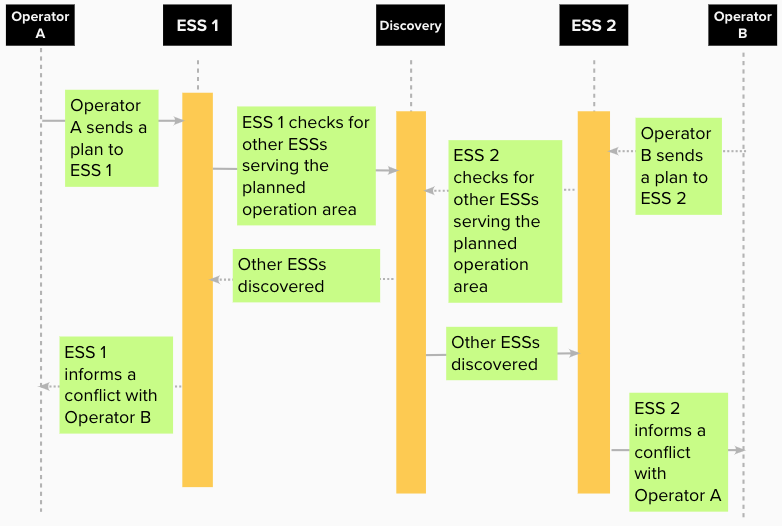 Operator
A
ESS 1
Discovery
ESS 2
Operator
B
Operator
A sends a
plan to
ESS 1
ESS 1 checks for
other ESSs
serving the
planned
operation area
ESS 2
checks for
other ESSs
serving the
planned
operation
area
Operator
B sends
a plan to
ESS 2
Other ESSs
discovered
Other ESSs
discovered
ESS 1
informs a
conflict with
Operator B
ESS 2
informs a
conflict
with
Operator A